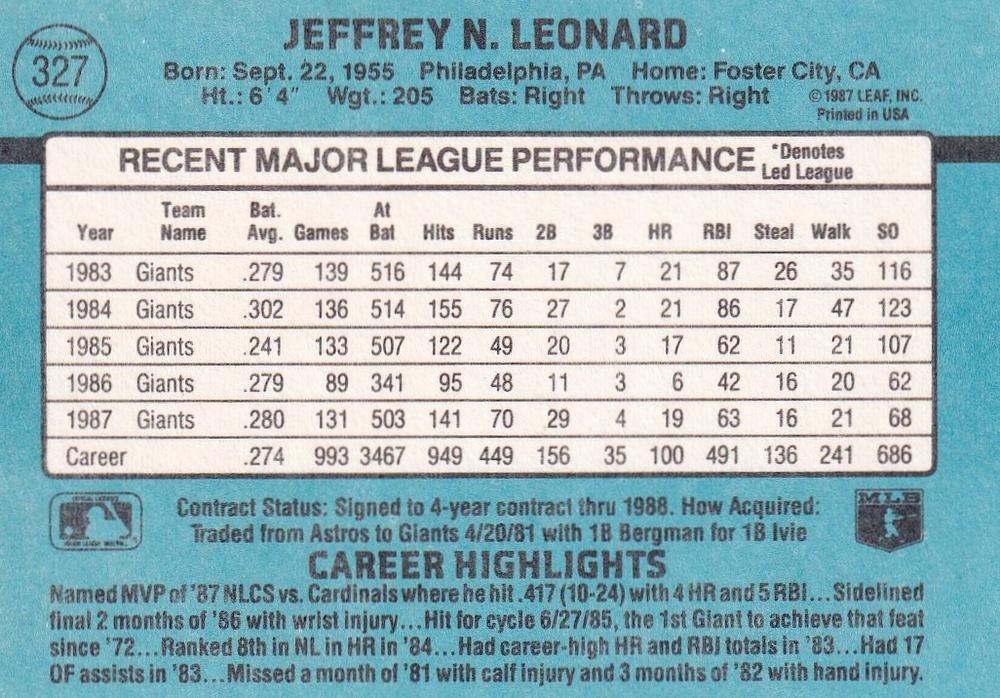 327
JEFFREY N. LEONARD
Born: Sept. 22, 1955 Philadelphia, PA Home: Foster City, CA
Ht.: 6'4" Wgt.: 205 Bats: Right Throws: Right ©1987 LEAF, INC.
Printed in USA
RECENT MAJOR LEAGUE PERFORMANCE *Denotes
Led League
Year Team Name Bat. Avg. Games At Bat Hits Runs 2B 3B HR RBI Steal Walk SO
1983 Giants .279 139 516 144 74 17 7 21 87 26 35 116
1984 Giants .302 136 514 155 76 27 2 21 86 17 47 123
1985 Giants .241 133 507 122 49 20 3 17 62 11 21 107
1986 Giants .279 89 341 95 48 11 3 6 42 16 20 62
1987 Giants .280 131 503 141 70 29 4 19 63 16 21 68
Career .274 993 3467 949 449 156 35 100 491 136 241 686
Contract Status: Signed to 4-year contract thru 1988. How Acquired:
Traded from Astros to Giants 4/20/81 with 1B Bergman for 1B Ivie
MLB
CAREER HIGHLIGHTS
Named MVP of '87 NLCS vs. Cardinals where he hit .417 (10-24) with 4 HR and 5 RBI...Sidelined
final 2 months of '86 with wrist injury...Hit for cycle 6/27/85, the 1st Giant to achieve that feat
since '72...Ranked 8th in NL in HR in '84...Had career-high HR and RBI totals in '83...Had 17
OF assists in '83...Missed a month of '81 with calf injury and 3 months of '82 with hand injury.